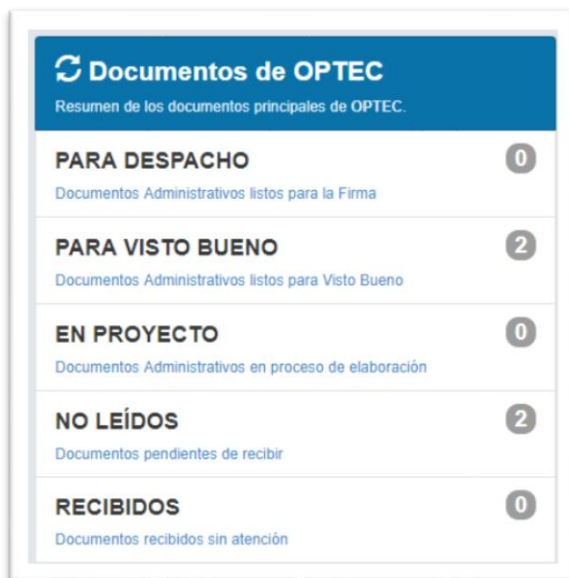 Documentos de OPTEC
Resumen de los documentos principales de OPTEC.
PARA DESPACHO 0
Documentos Administrativos listos para la Firma
PARA VISTO BUENO 2
Documentos Administrativos listos para Visto Bueno
EN PROYECTO 0
Documentos Administrativos en proceso de elaboración
NO LEÍDOS 2
Documentos pendientes de recibir
RECIBIDOS 0
Documentos recibidos sin atención